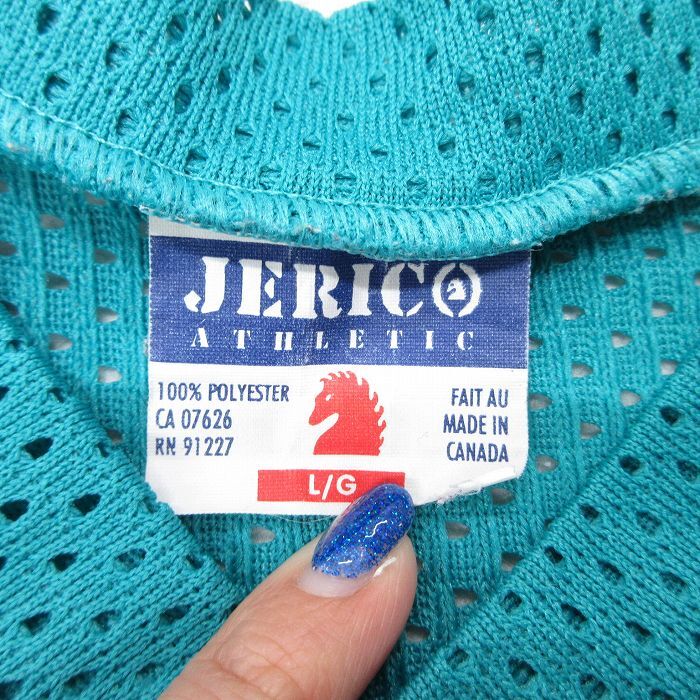 JERICO
ATHLETIC
100% POLYESTER
CA 07626
RN 91227
FAIT AU
MADE IN
CANADA
L/G